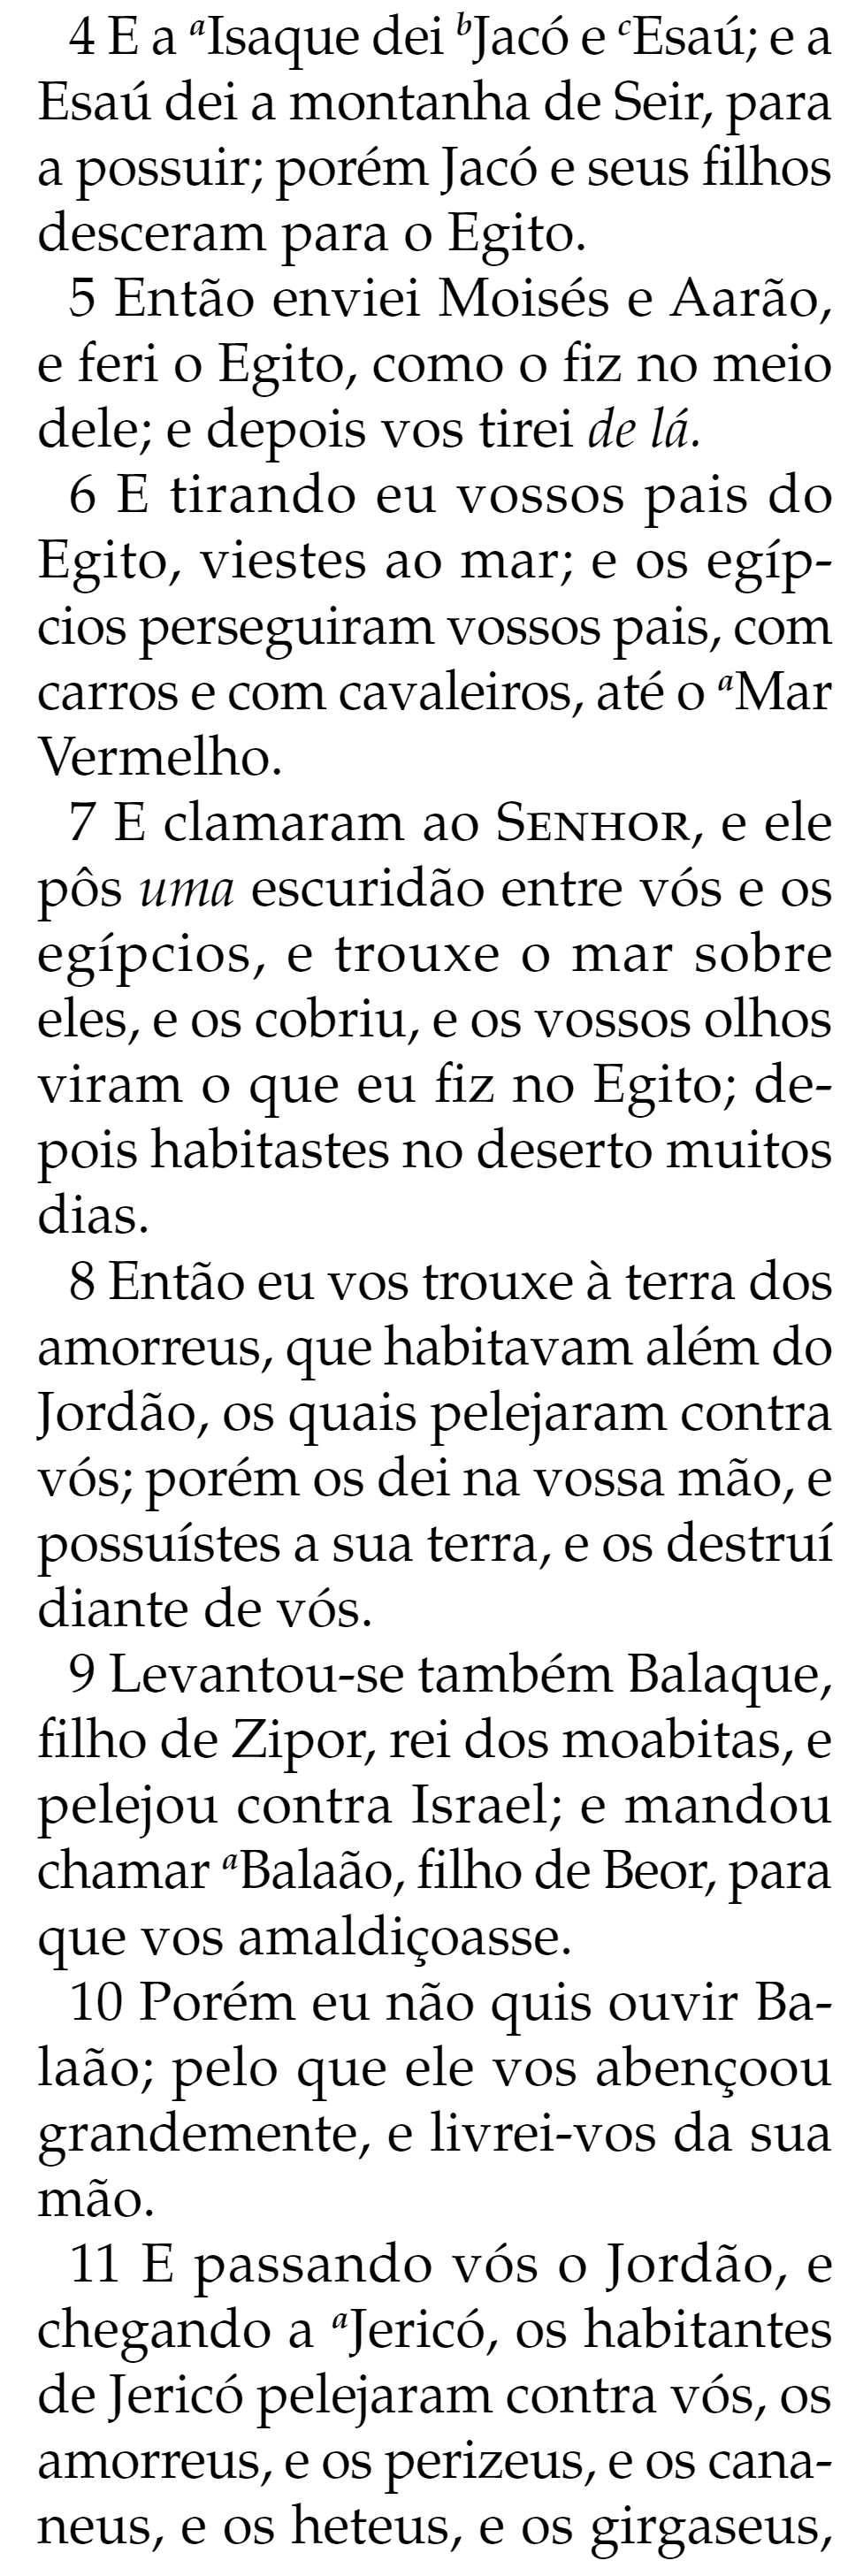 4 E a aIsaque dei bJacó e cEsaú; e a
Esaú dei a montanha de Seir, para
a possuir; porém Jacó e seus filhos
desceram para o Egito.
5 Então enviei Moisés e Aarão,
e feri o Egito, como o fiz no meio
dele; e depois vos tirei de lá.
6 E tirando eu vossos pais do
Egito, viestes ao mar; e os egíp-
cios perseguiram vossos pais, com
carros e com cavaleiros, até o aMar
Vermelho.
7 E clamaram ao SENHOR, e ele
pôs uma escuridão entre vós e os
egípcios, e trouxe o mar sobre
eles, e os cobriu, e os vossos olhos
viram o que eu fiz no Egito; de-
pois habitastes no deserto muitos
dias.
8 Então eu vos trouxe à terra dos
amorreus, que habitavam além do
Jordão, os quais pelejaram contra
vós; porém os dei na vossa mão, e
possuístes a sua terra, e os destruí
diante de vós.
9 Levantou-se também Balaque,
filho de Zipor, rei dos moabitas, e
pelejou contra Israel; e mandou
chamar aBalaão, filho de Beor, para
que vos amaldiçoasse.
10 Porém eu não quis ouvir Ba-
laão; pelo que ele vos abençoou
grandemente, e livrei-vos da sua
mão.
11 E passando vós o Jordão, e
chegando a aJericó, os habitantes
de Jericó pelejaram contra vós, os
amorreus, e os perizeus, e os cana-
neus, e os heteus, e os girgaseus,